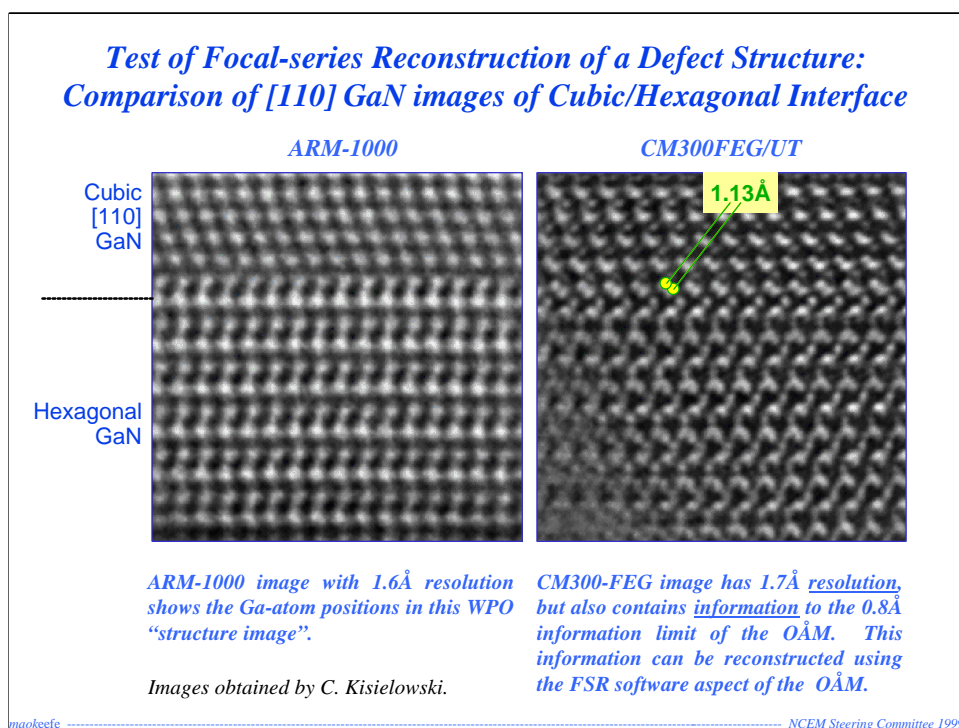 Test of Focal-series Reconstruction of a Defect Structure:
Comparison of [110] GaN images of Cubic/Hexagonal Interface
ARM-1000
CM300FEG/UT
Cubic
[110]
GaN
1.13Å
Hexagonal
GaN
ARM-1000 image with 1.6Å resolution
shows the Ga-atom positions in this WPO
“structure image”.
Images obtained by C. Kisielowski.
CM300-FEG image has 1.7Å resolution,
but also contains information to the 0.8Å
information limit of the OÅM. This
information can be reconstructed using
the FSR software aspect of the OÅM.
maokeefe
NCEM Steering Committee 199